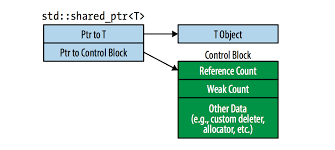 std::shared_ptr<T>
Ptr to T
T Object
Ptr to Control Block
Control Block
Reference Count
Weak Count
Other Data
(e.g., custom deleter,
allocator, etc.)